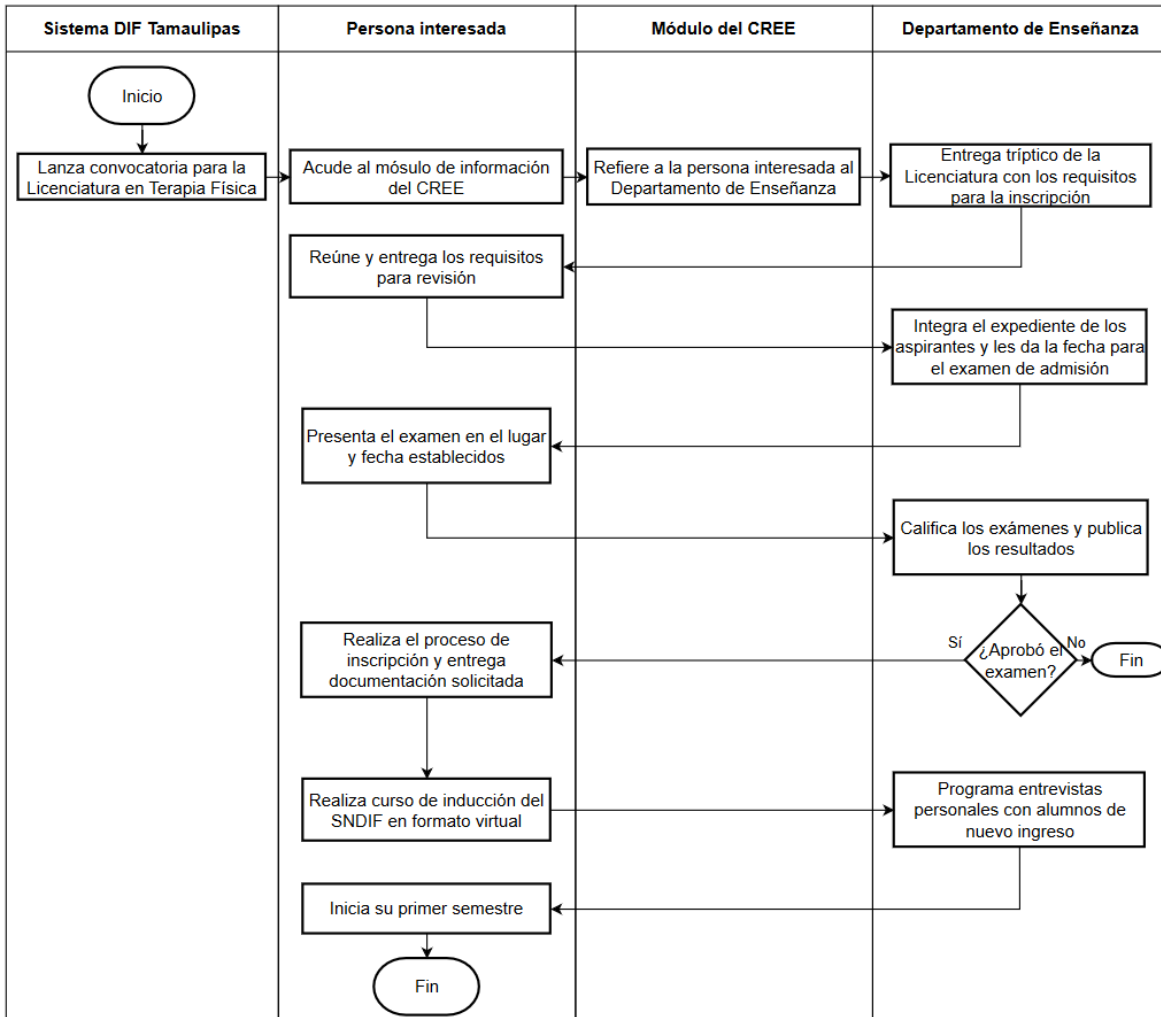 Sistema DIF Tamaulipas
Persona interesada
Módulo del CREE
Departamento de Enseñanza
Inicio
Lanza convocatoria para la
Licenciatura en Terapia Física
Acude al mósulo de información
del CREE
Refiere a la persona interesada al
Departamento de Enseñanza
Entrega tríptico de la
Licenciatura con los requisitos
para la inscripción
Reúne y entrega los requisitos
para revisión
Integra el expediente de los
aspirantes y les da la fecha para
el examen de admisión
Presenta el examen en el lugar
y fecha establecidos
Califica los exámenes y publica
los resultados
¿Aprobó el
examen?
Sí
No
Fin
Realiza el proceso de
inscripción y entrega
documentación solicitada
Realiza curso de inducción del
SNDIF en formato virtual
Programa entrevistas
personales con alumnos de
nuevo ingreso
Inicia su primer semestre
Fin